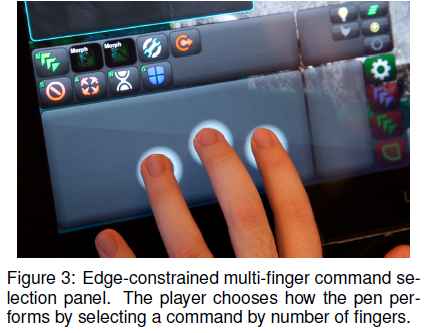 Morph Morph
Figure 3: Edge-constrained multi-finger command se-
lection panel. The player chooses how the pen per-
forms by selecting a command by number of fingers.